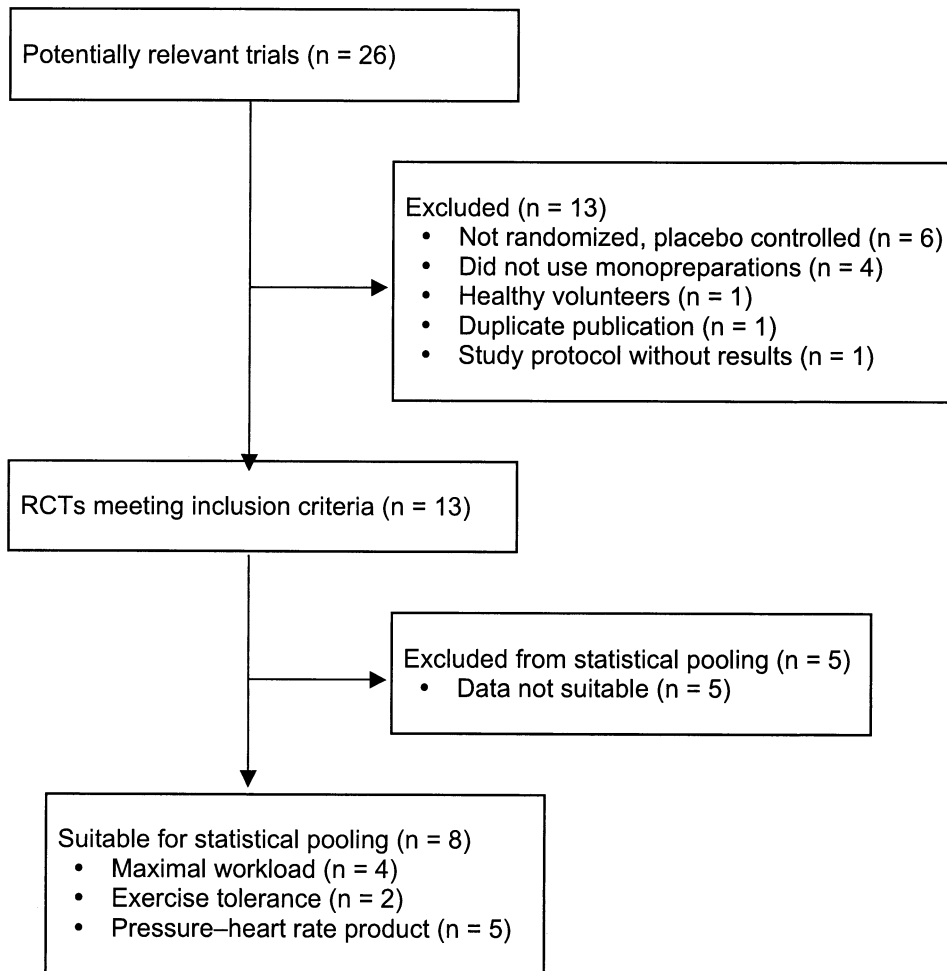 Potentially relevant trials (n = 26)
Excluded (n = 13)
• Not randomized, placebo controlled (n = 6)
• Did not use monopreparations (n = 4)
• Healthy volunteers (n = 1)
• Duplicate publication (n = 1)
• Study protocol without results (n = 1)
RCTs meeting inclusion criteria (n = 13)
Excluded from statistical pooling (n = 5)
• Data not suitable (n = 5)
Suitable for statistical pooling (n = 8)
• Maximal workload (n = 4)
• Exercise tolerance (n = 2)
• Pressure–heart rate product (n = 5)